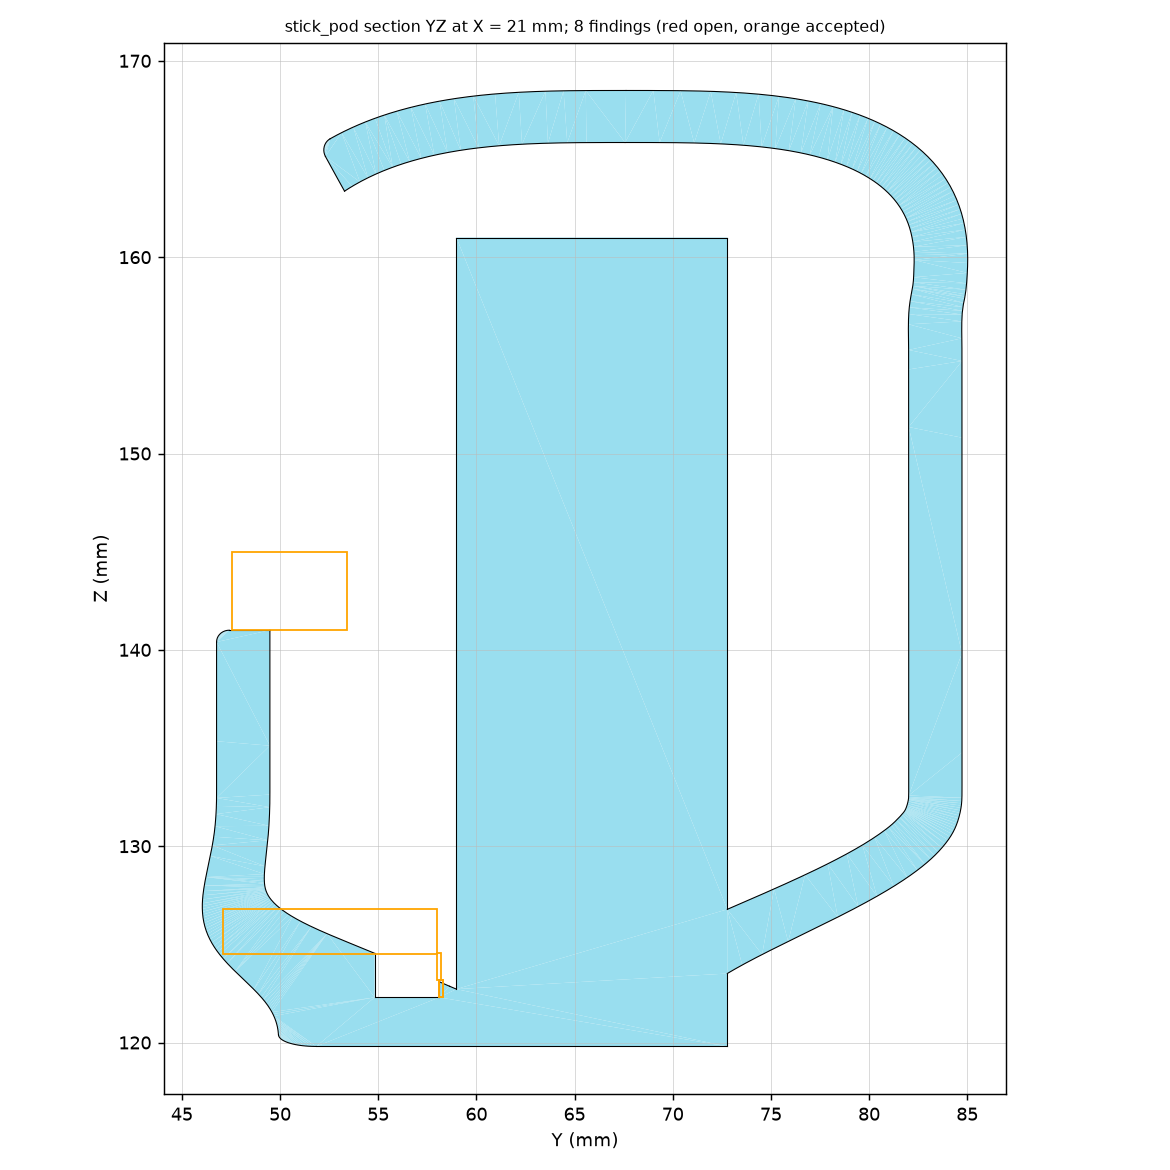 stick_pod section YZ at X = 21 mm; 8 findings (red open, orange accepted)
170
160
150
140
130
120
Z (mm)
45 50 55 60 65 70 75 80 85
Y (mm)